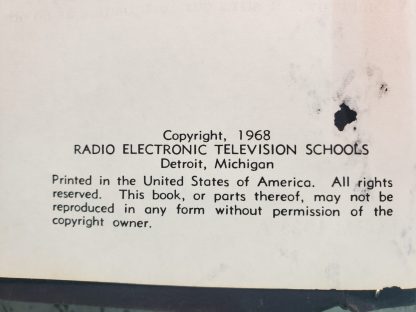 Copyright, 1968
RADIO ELECTRONIC TELEVISION SCHOOLS
Detroit, Michigan
Printed in the United States of America. All rights
reserved. This book, or parts thereof, may not be
reproduced in any form without permission of the
copyright owner.